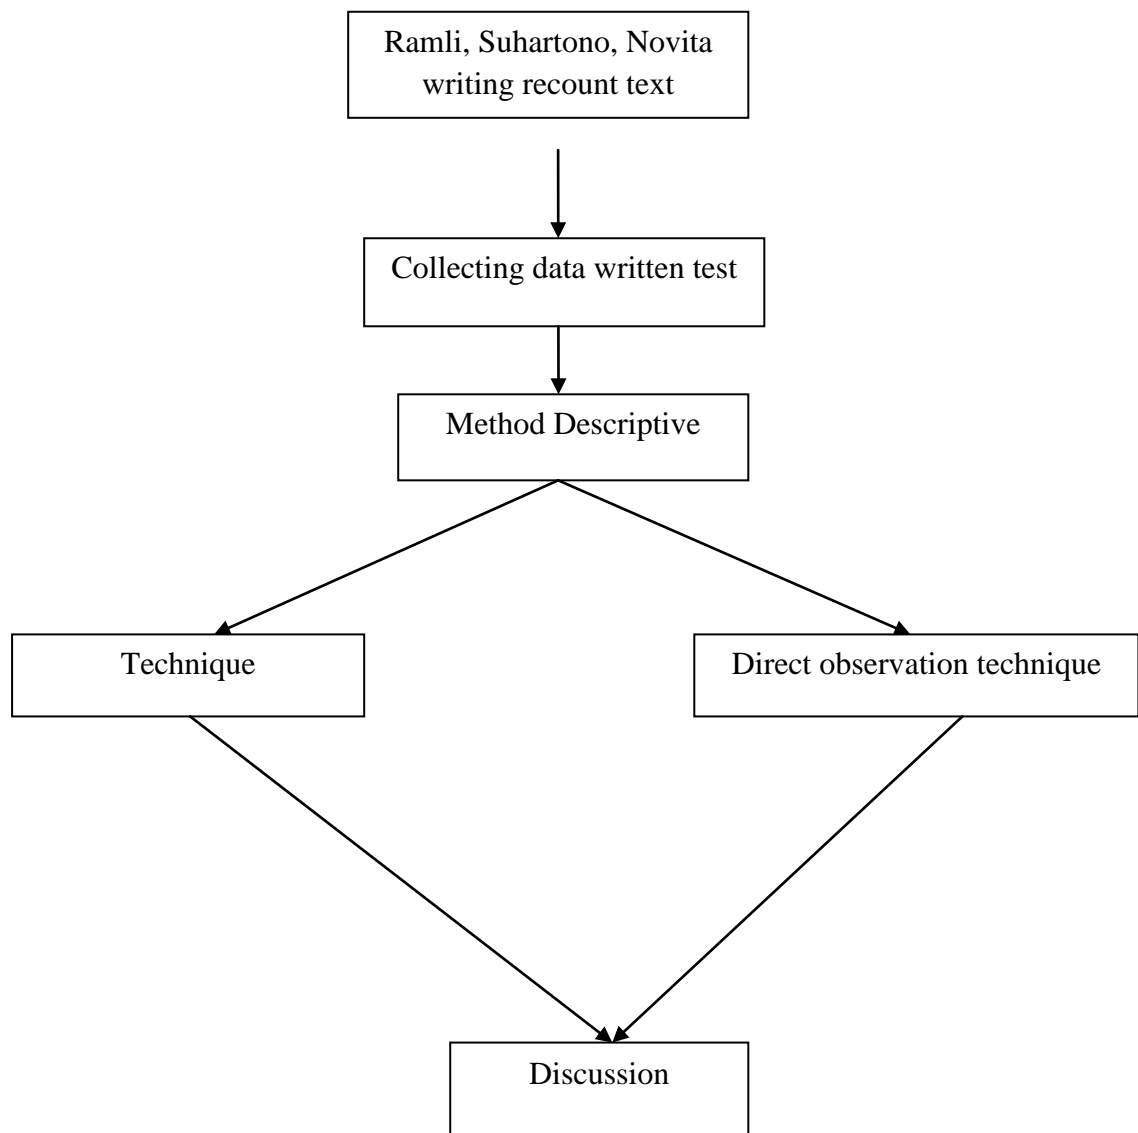 Ramli, Suhartono, Novita
writing recount text
Collecting data written test
Method Descriptive
Technique
Direct observation technique
Discussion